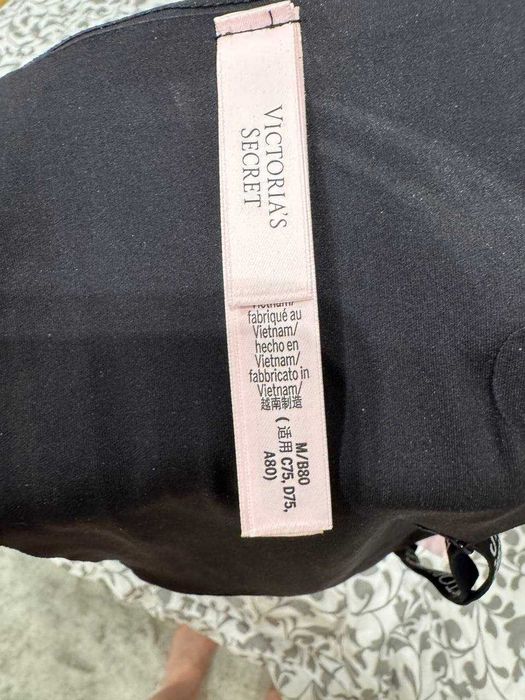 VICTORIA'S
SECRET
Vietnam/
fabriqué au
Vietnam/
hecho en
Vietnam/
fabbricato in
Vietnam/
越南制造
M/B80
(适用 C75, D75,
A80)